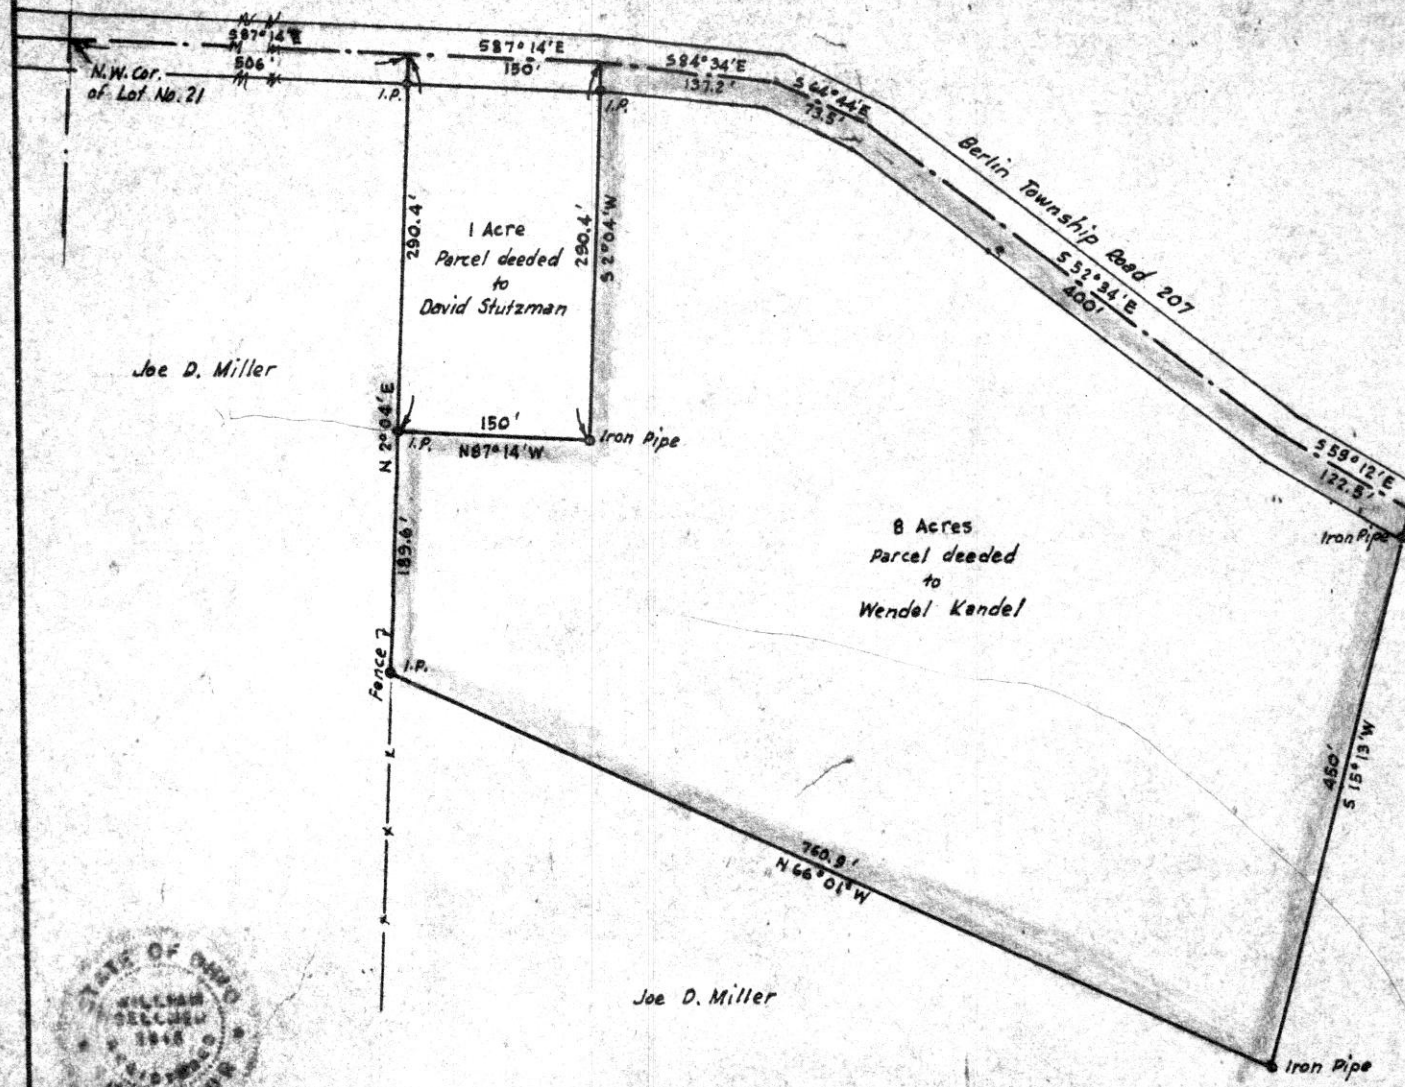 S 87° 14' E
506'
N.W. Cor.
of Lot No. 21
S 87° 14' E
150'
S 84° 34' E
137.2'
S 64° 44' E
73.5'
Berlin Township Road 207
S 52° 34' E
400'
S 59° 12' E
122.5'
I.P.
I.P.
290.4'
1 Acre
Parcel deeded
to
David Stutzman
290.4'
S 2° 04' W
Joe D. Miller
N 2° 04' E
150'
N 87° 14' W
I.P.
Iron Pipe
189.6'
8 Acres
Parcel deeded
to
Wendel Kandel
Iron Pipe
Fence
I.P.
450'
S 15° 13' W
760.9'
N 66° 01' W
Joe D. Miller
Iron Pipe
STATE OF OHIO
WILLIAM